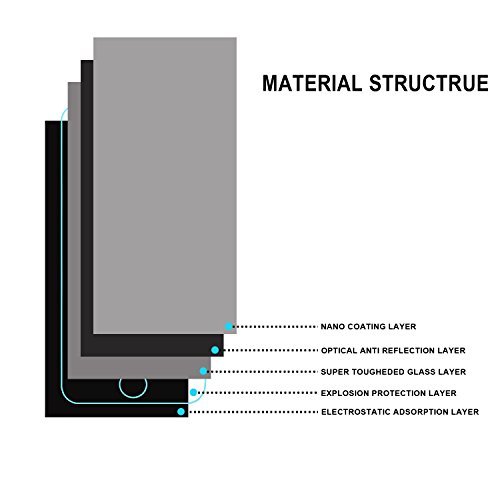 MATERIAL STRUCTRUE
NANO COATING LAYER
OPTICAL ANTI REFLECTION LAYER
SUPER TOUGHEDED GLASS LAYER
EXPLOSION PROTECTION LAYER
ELECTROSTATIC ADSORPTION LAYER